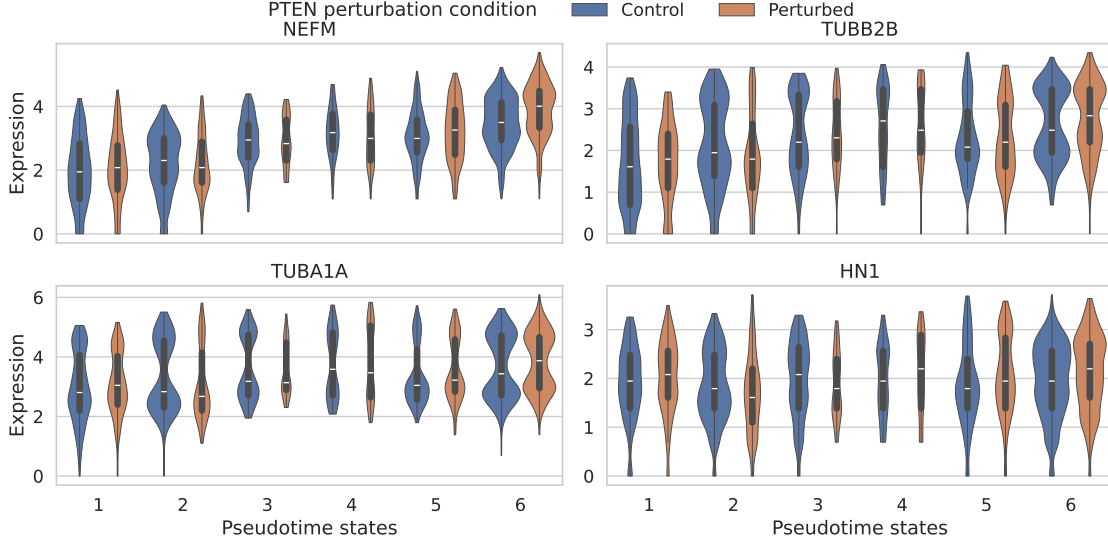 PTEN perturbation condition Control Perturbed
NEFM TUBB2B
Expression
4
2
0
4
3
2
1
0
TUBA1A HN1
Expression
6
4
2
0
3
2
1
0
1 2 3 4 5 6
1 2 3 4 5 6
Pseudotime states Pseudotime states